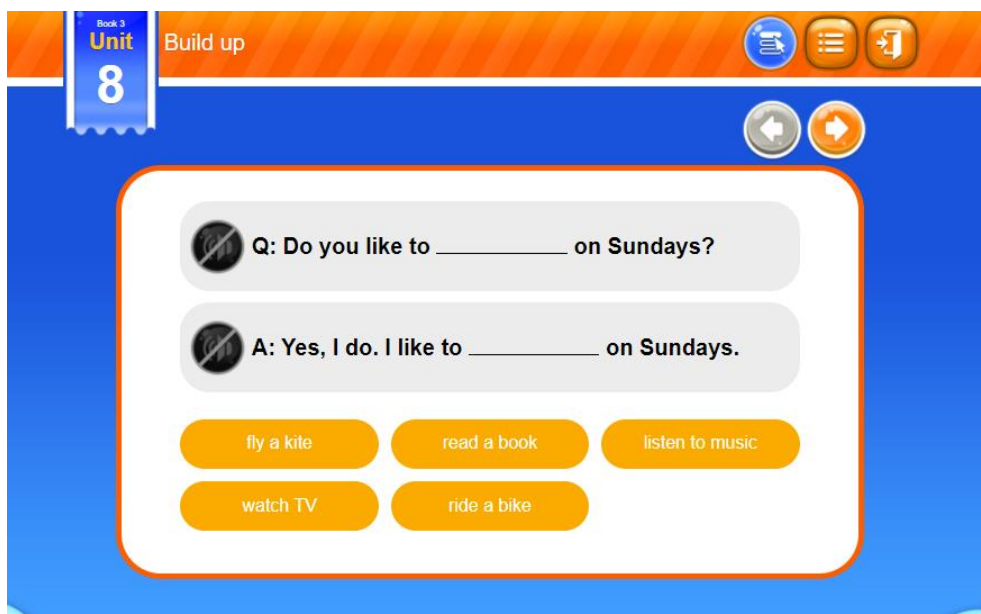 Book 3
Unit
8
Build up
Q: Do you like to __________ on Sundays?
A: Yes, I do. I like to __________ on Sundays.
fly a kite
read a book
listen to music
watch TV
ride a bike